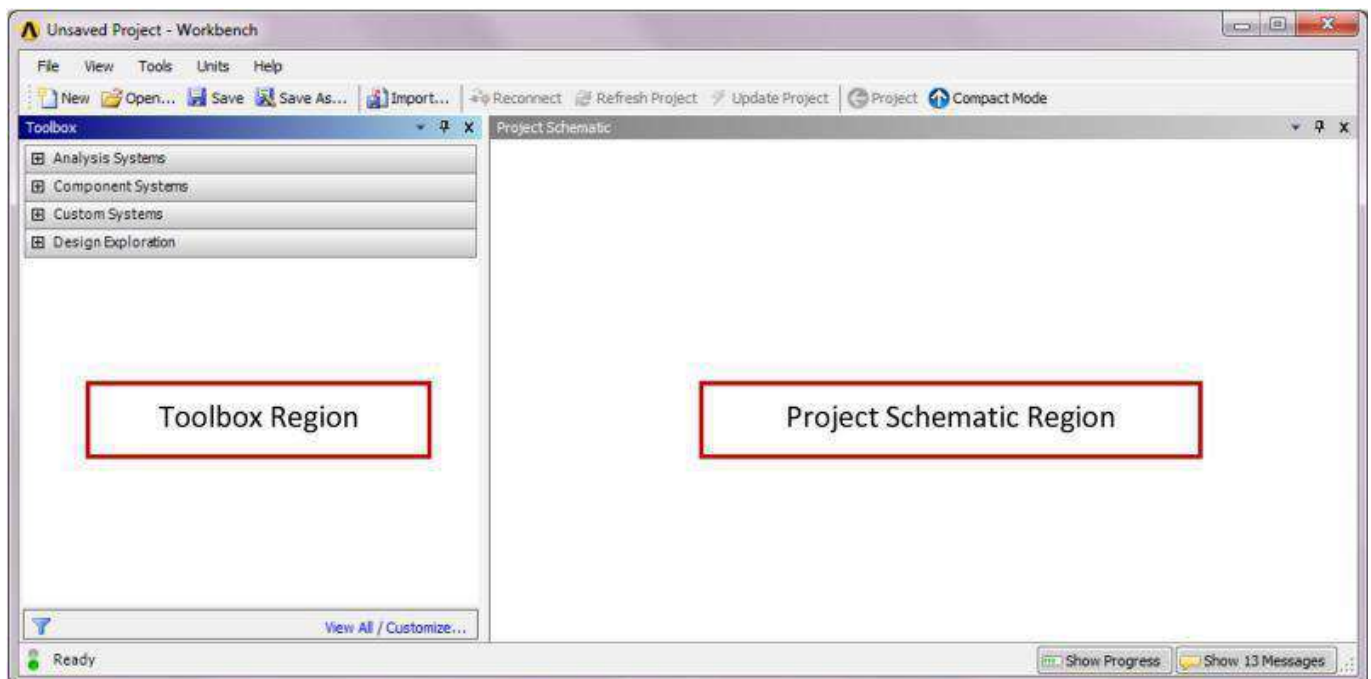 Unsaved Project - Workbench
File View Tools Units Help
New Open... Save Save As... Import... Reconnect Refresh Project Update Project Project Compact Mode
Toolbox
Project Schematic
Analysis Systems
Component Systems
Custom Systems
Design Exploration
Toolbox Region
Project Schematic Region
View All / Customize...
Ready
Show Progress
Show 13 Messages